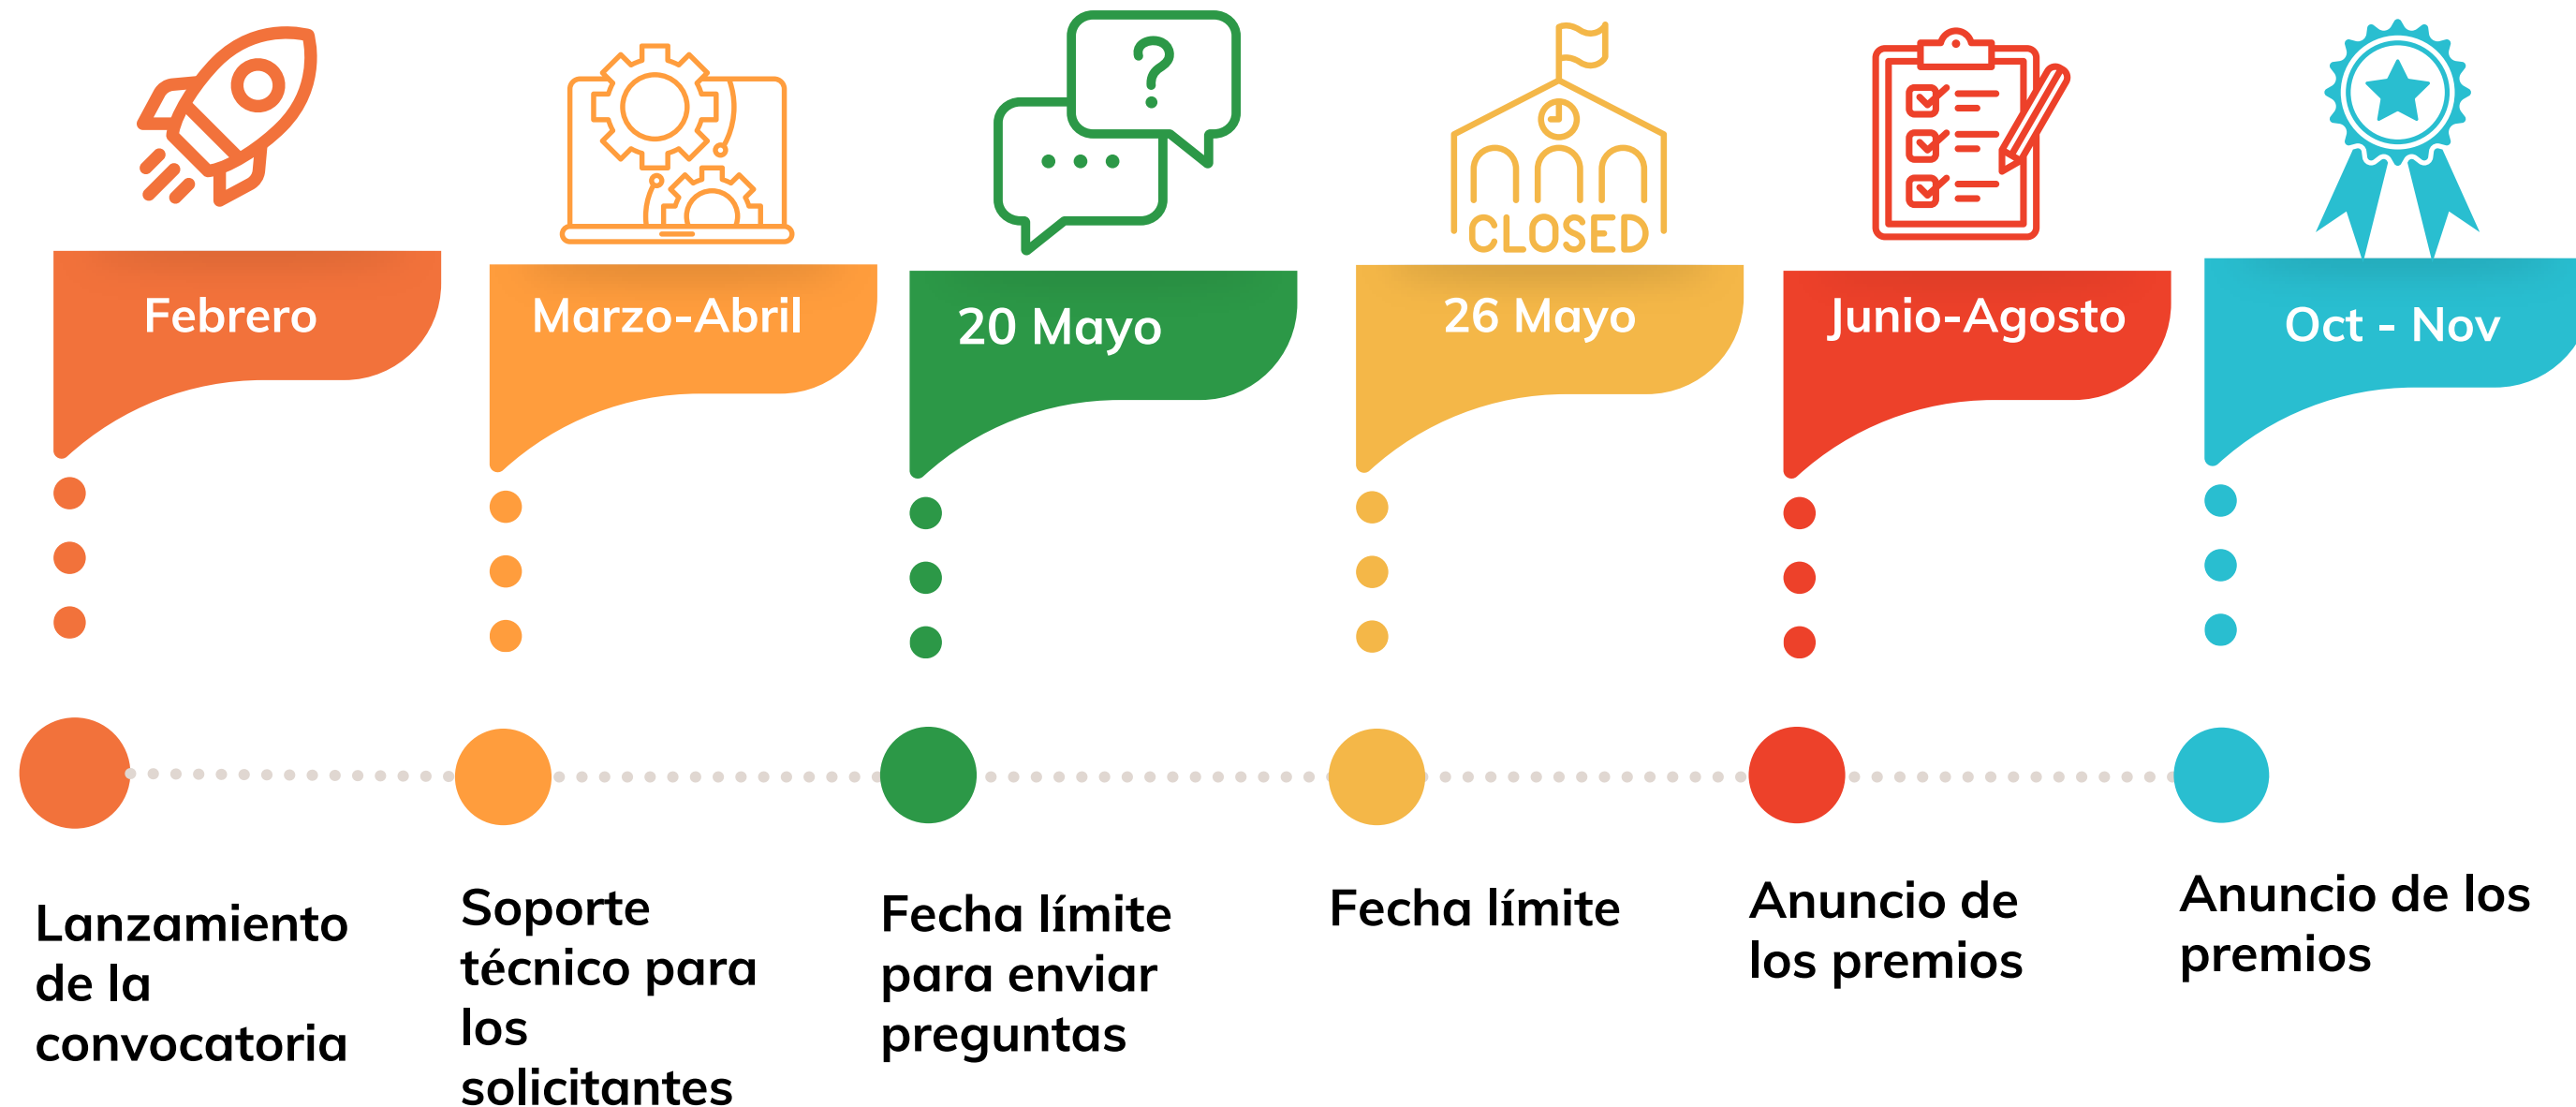 CLOSED
Febrero
Marzo-Abril
20 Mayo
26 Mayo
Junio-Agosto
Oct - Nov
Lanzamiento
de la
convocatoria
Soporte
técnico para
los
solicitantes
Fecha límite
para enviar
preguntas
Fecha límite
Anuncio de
los premios
Anuncio de los
premios